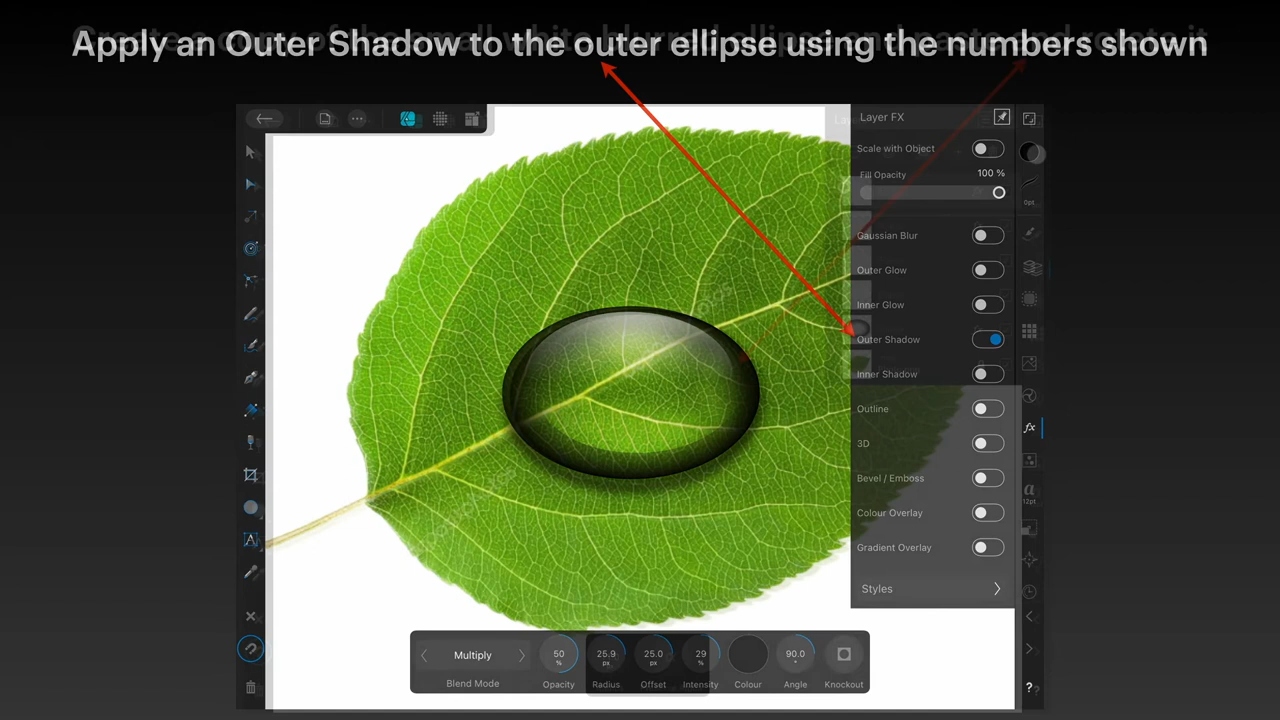 Apply an Outer Shadow to the outer ellipse using the numbers shown
Layer FX
Scale with Object
Fill Opacity 100 %
0pt
Gaussian Blur
Outer Glow
Inner Glow
Outer Shadow
Inner Shadow
Outline
fx
3D
Bevel / Emboss
a
12pt
Colour Overlay
Gradient Overlay
Styles
A
Multiply
Blend Mode
50 %
Opacity
25.9 px
Radius
25.0 px
Offset
29 %
Intensity
Colour
90.0 °
Angle
Knockout
?